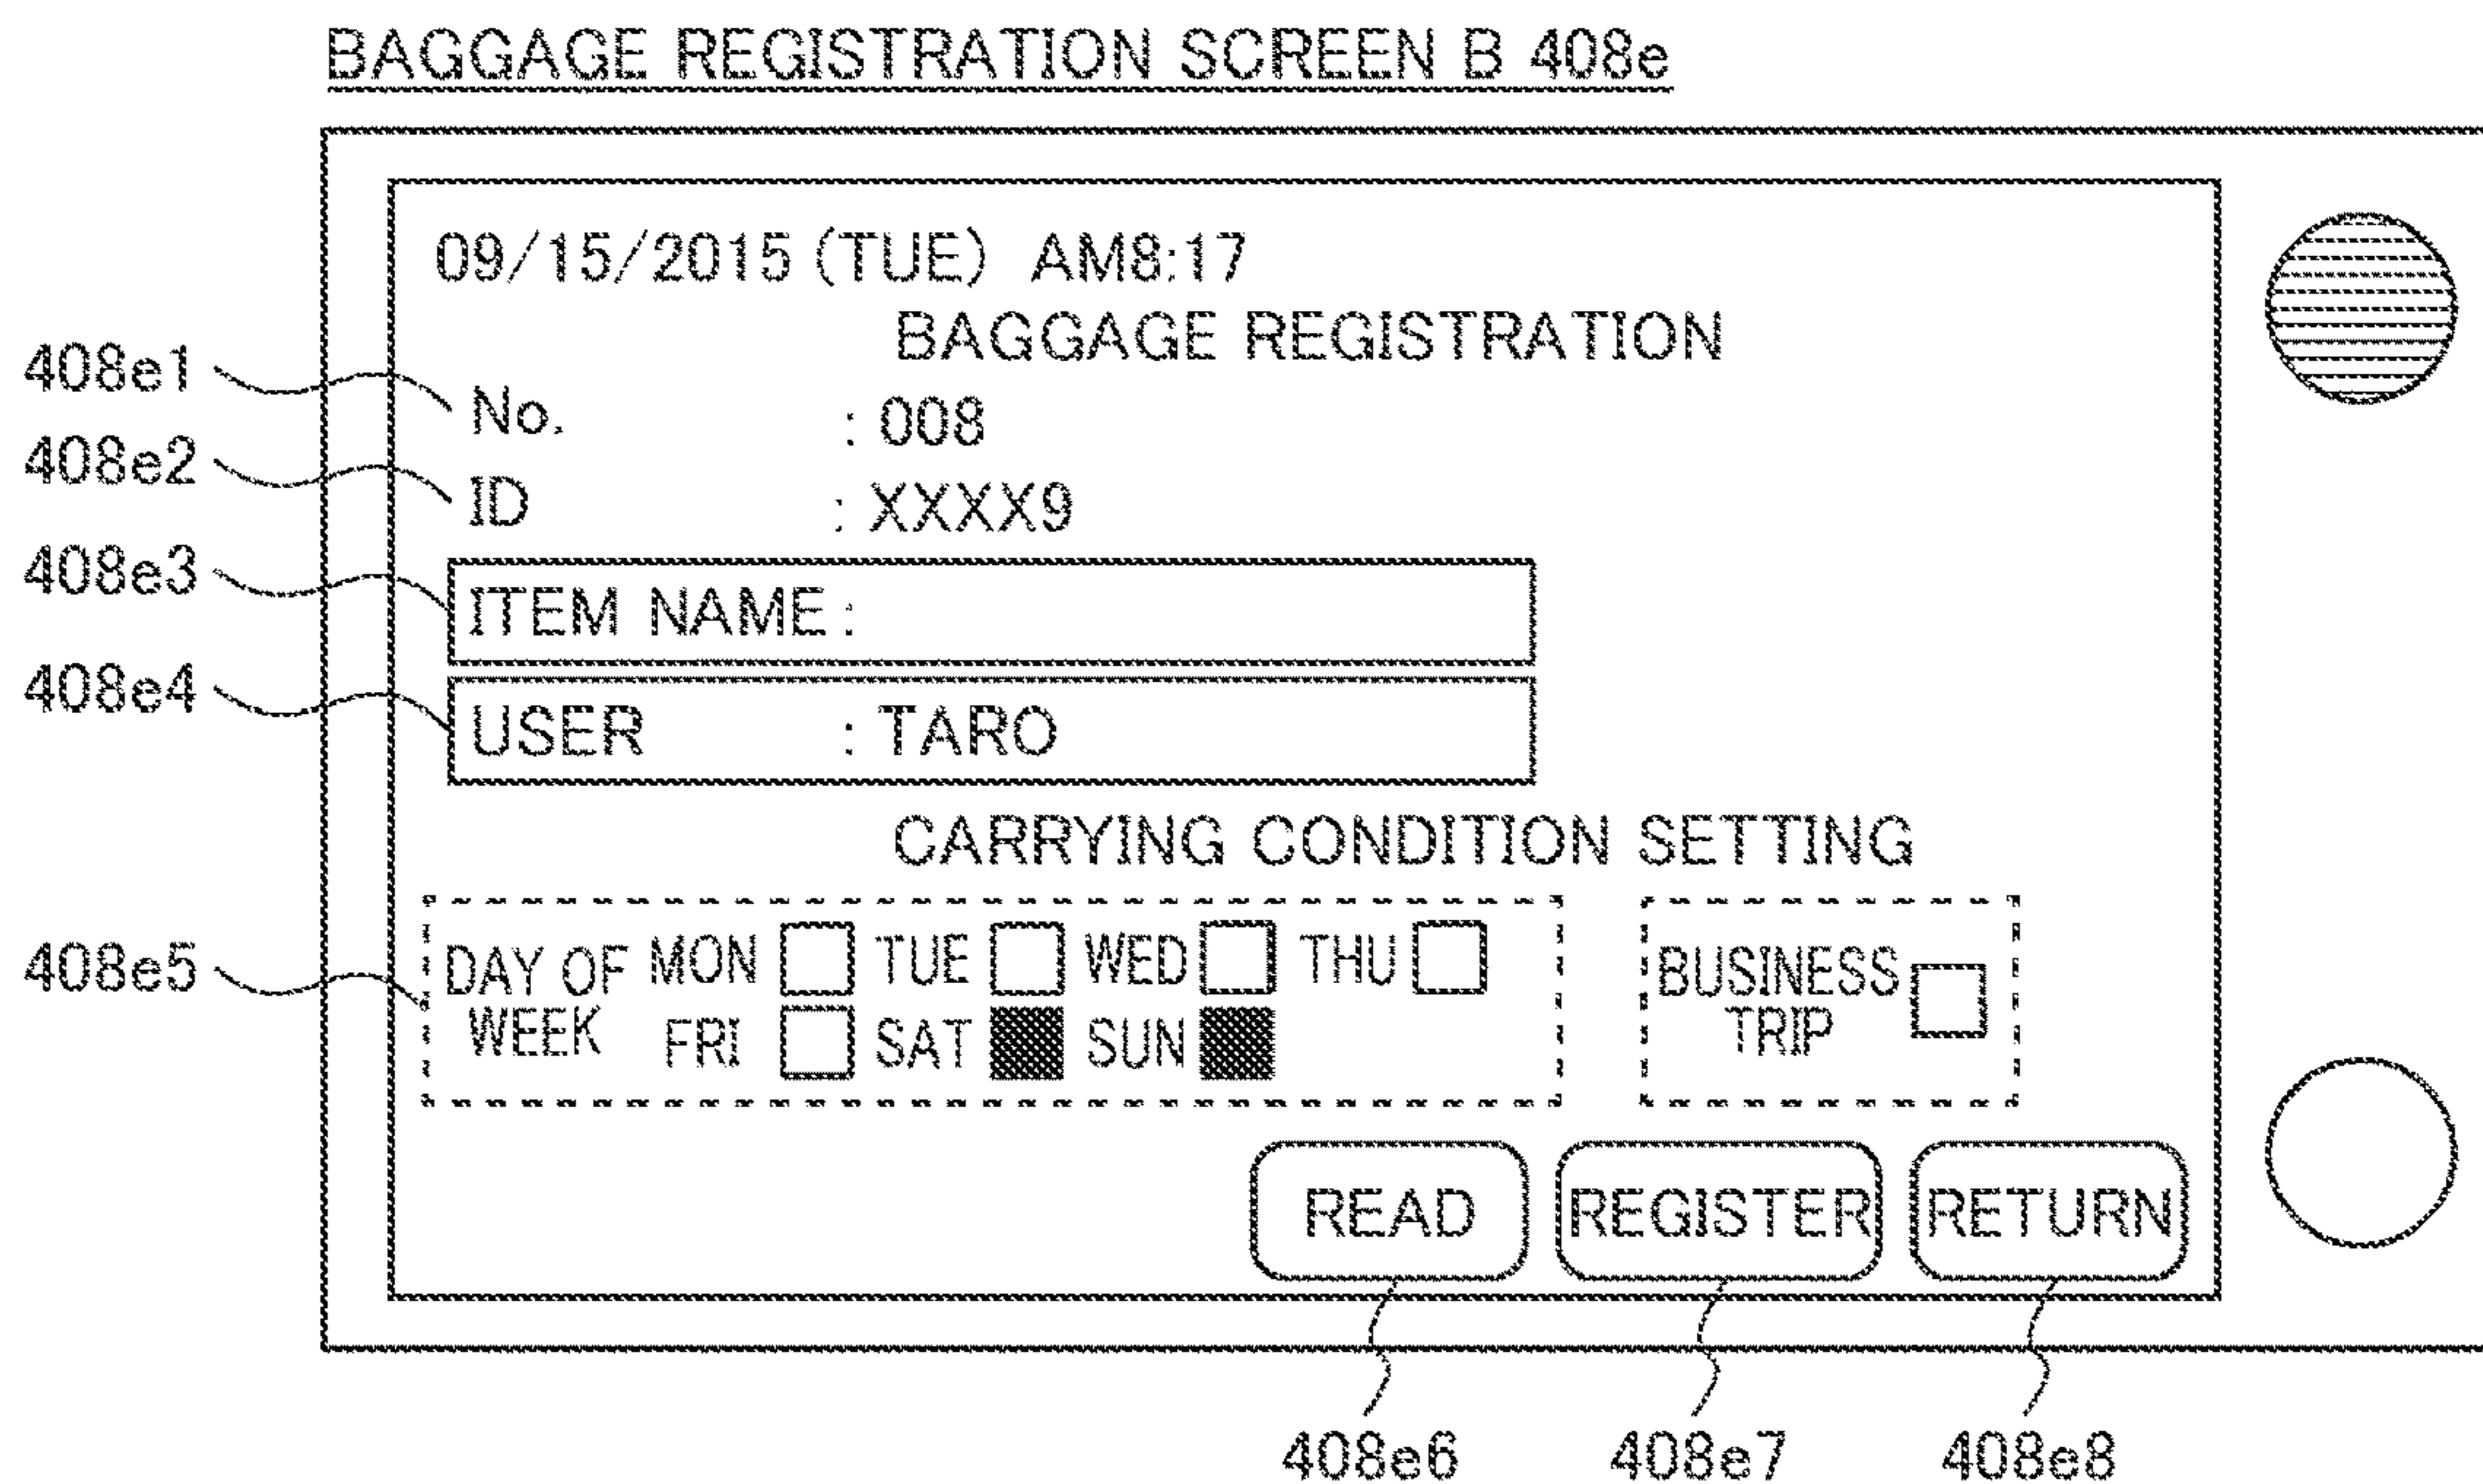 BAGGAGE REGISTRATION SCREEN B 408e
09/15/2015 (TUE) AM8:17
BAGGAGE REGISTRATION
408e1
No. : 008
408e2
ID : XXXX9
408e3
ITEM NAME :
408e4
USER : TARO
CARRYING CONDITION SETTING
408e5
DAY OF WEEK
MON TUE WED THU
FRI SAT SUN
BUSINESS
TRIP
READ REGISTER RETURN
408e6 408e7 408e8